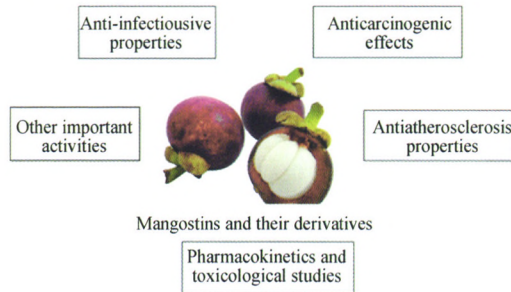 Anti-infectiousive
properties
Anticarcinogenic
effects
Other important
activities
Antiatherosclerosis
properties
Mangostins and their derivatives
Pharmacokinetics and
toxicological studies